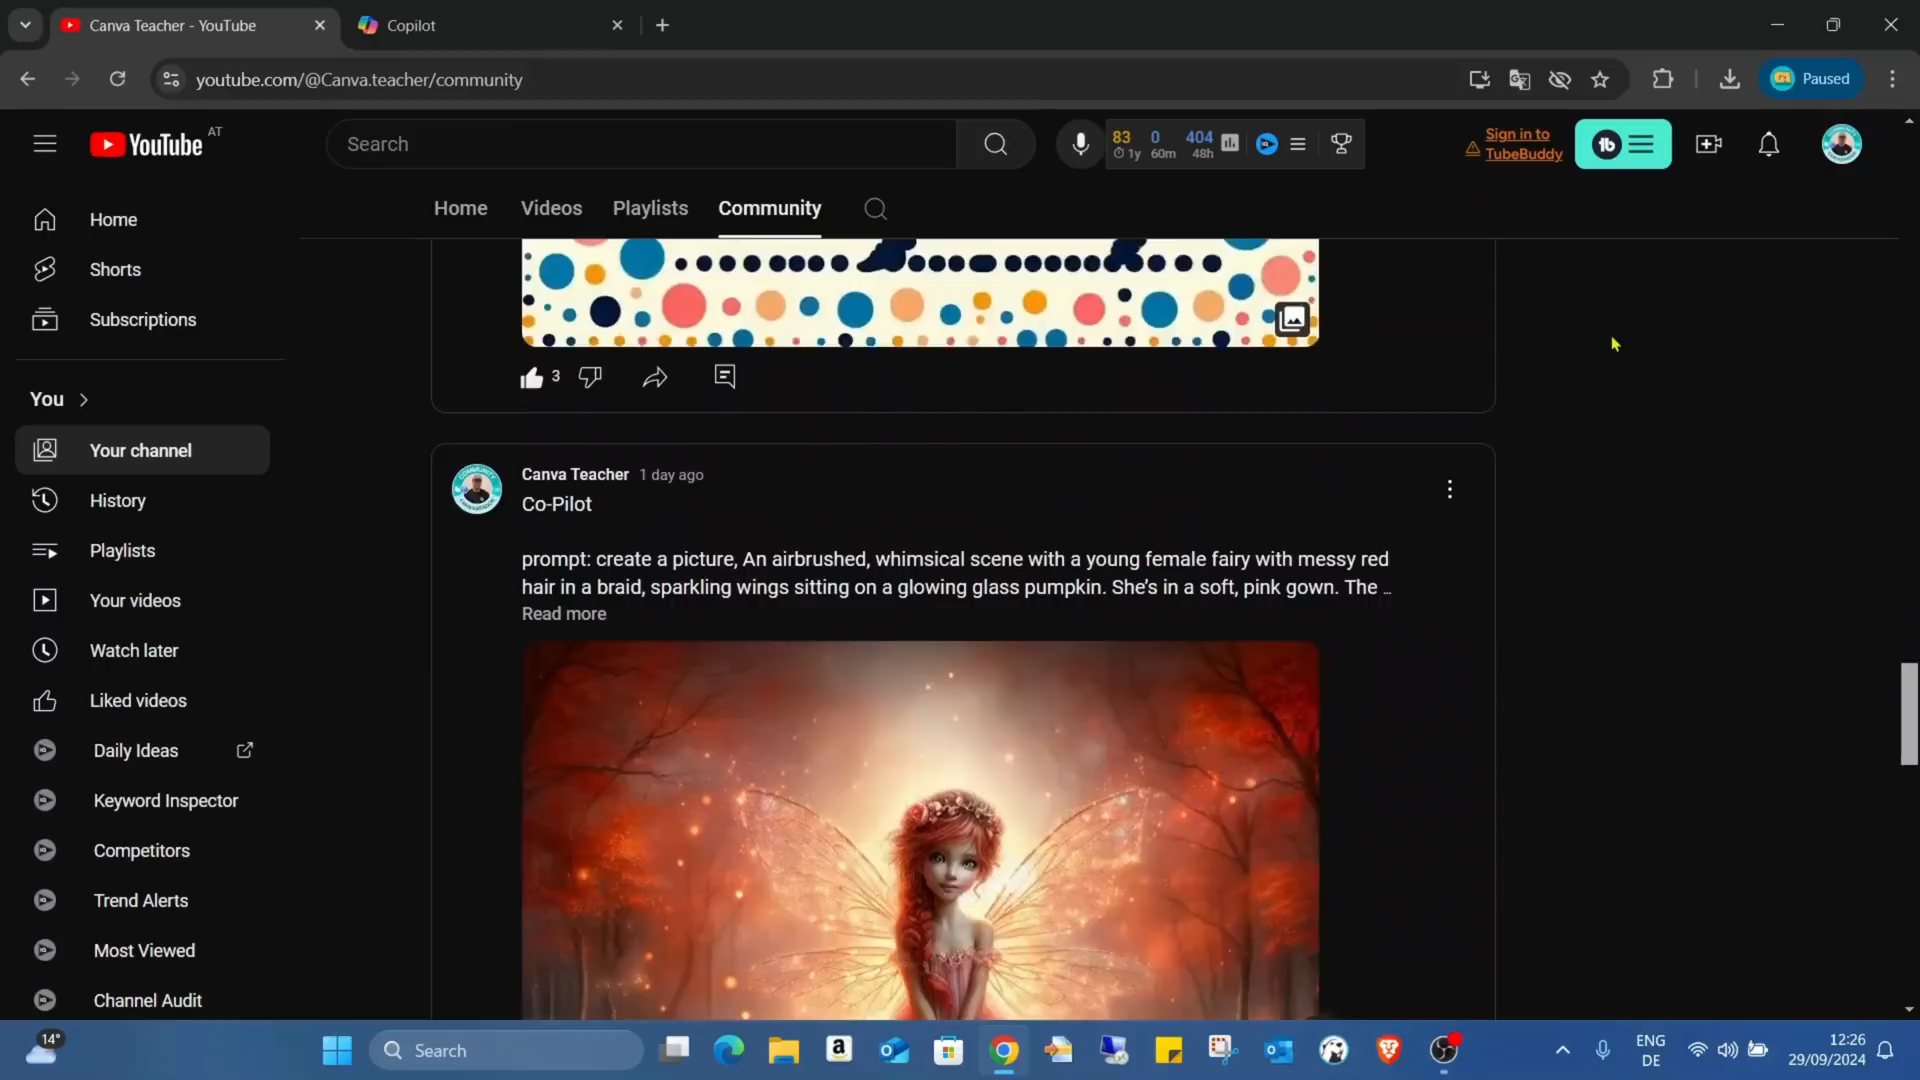 Canva Teacher - YouTube
Copilot
youtube.com/@Canva.teacher/community
Paused
YouTube AT
Search
83 0 404
1y 60m 48h
Sign in to
TubeBuddy
Home
Videos
Playlists
Community
Home
Shorts
Subscriptions
You
Your channel
History
Playlists
Your videos
Watch later
Liked videos
Daily Ideas
Keyword Inspector
Competitors
Trend Alerts
Most Viewed
Channel Audit
3
Canva Teacher 1 day ago
Co-Pilot
prompt: create a picture, An airbrushed, whimsical scene with a young female fairy with messy red
hair in a braid, sparkling wings sitting on a glowing glass pumpkin. She’s in a soft, pink gown. The ...
Read more
14°
Search
ENG
DE
12:26
29/09/2024